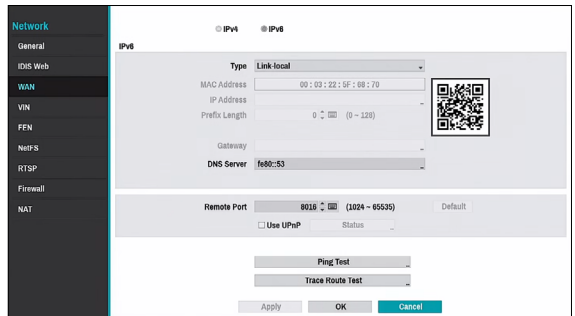 Network
General
IDIS Web
WAN
VIN
FEN
NetFS
RTSP
Firewall
NAT
IPv4 IPv6
IPv6
Type Link-local
MAC Address 00 : 03 : 22 : 5F : 68 : 70
IP Address
Prefix Length 0 (0 ~ 128)
Gateway
DNS Server fe80::53
Remote Port 8016 (1024 ~ 65535) Default
Use UPnP Status
Ping Test
Trace Route Test
Apply OK Cancel